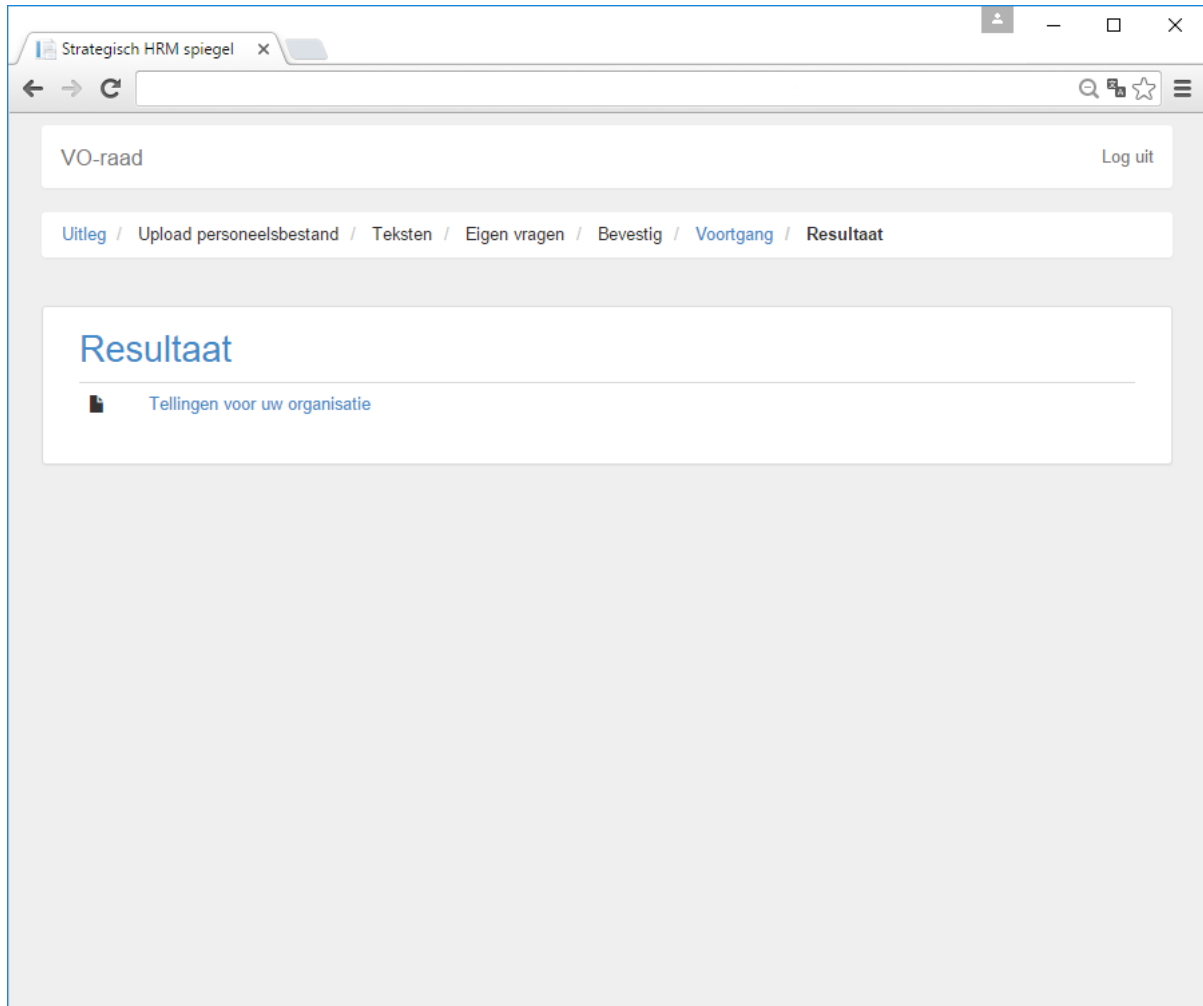 Strategisch HRM spiegel
VO-raad Log uit
Uitleg / Upload personeelsbestand / Teksten / Eigen vragen / Bevestig / Voortgang / Resultaat
Resultaat
Tellingen voor uw organisatie